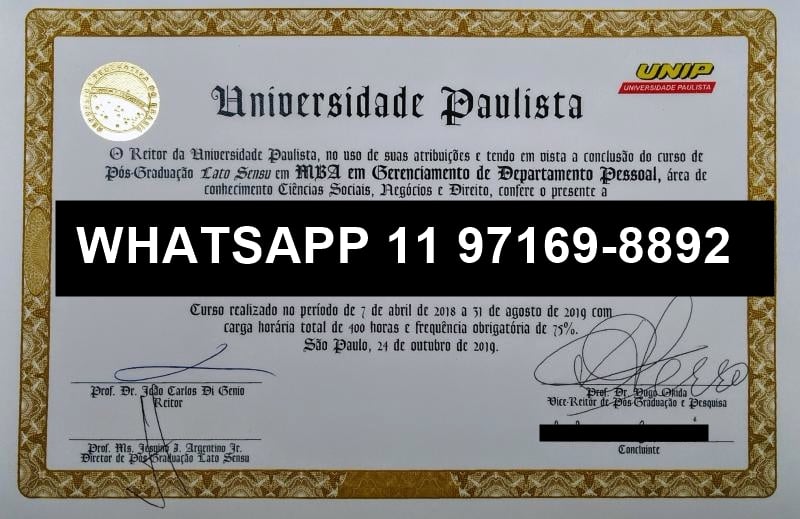 REPUBLICA FEDERATIVA DO BRASIL
UNIP
UNIVERSIDADE PAULISTA
Universidade Paulista
O Reitor da Universidade Paulista, no uso de suas atribuições e tendo em vista a conclusão do curso de
Pós-Graduação Lato Sensu em MBA em Gerenciamento de Departamento Pessoal, área de
conhecimento Ciências Sociais, Negócios e Direito, confere o presente a
WHATSAPP 11 97169-8892
Curso realizado no período de 7 de abril de 2018 a 31 de agosto de 2019 com
carga horária total de 400 horas e frequência obrigatória de 75%.
São Paulo, 24 de outubro de 2019.
Prof. Dr. João Carlos Di Genio
Reitor
Prof. Dr. Yugo Okida
Vice-Reitor de Pós-Graduação e Pesquisa
Prof. Ms. Jesuíno I. Argentino Jr.
Diretor de Pós-Graduação Lato Sensu
Concluinte